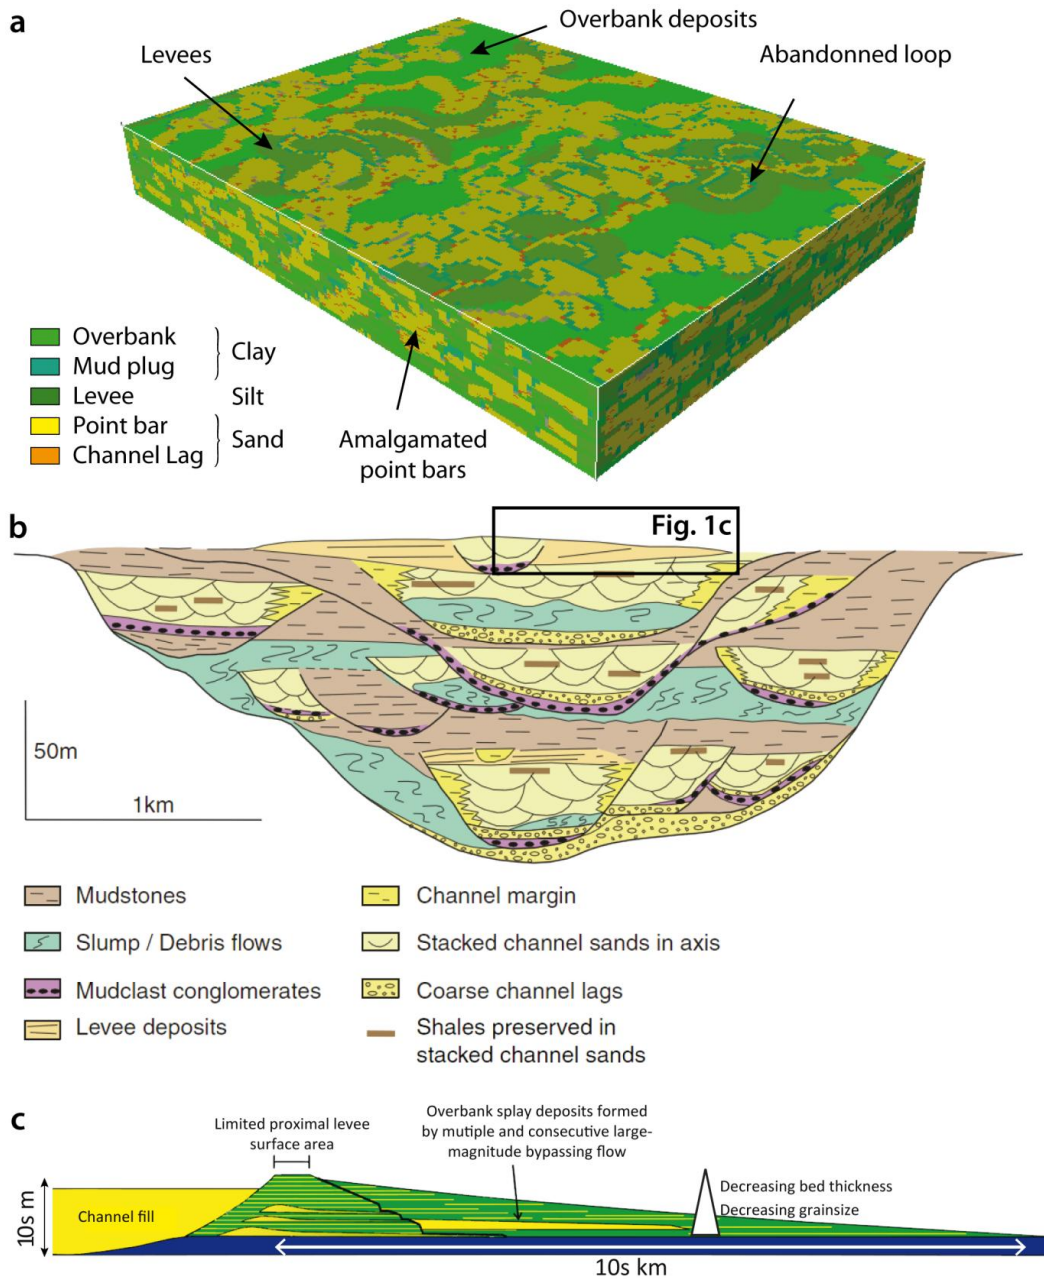 a
Overbank deposits
Levees
Abandonned loop
Overbank
Mud plug
Clay
Levee
Silt
Point bar
Channel Lag
Sand
Amalgamated
point bars
b
Fig. 1c
50m
1km
Mudstones
Channel margin
Slump / Debris flows
Stacked channel sands in axis
Mudclast conglomerates
Coarse channel lags
Levee deposits
Shales preserved in
stacked channel sands
c
Limited proximal levee
surface area
Overbank splay deposits formed
by mutiple and consecutive large-
magnitude bypassing flow
10s m
Channel fill
Decreasing bed thickness
Decreasing grainsize
10s km